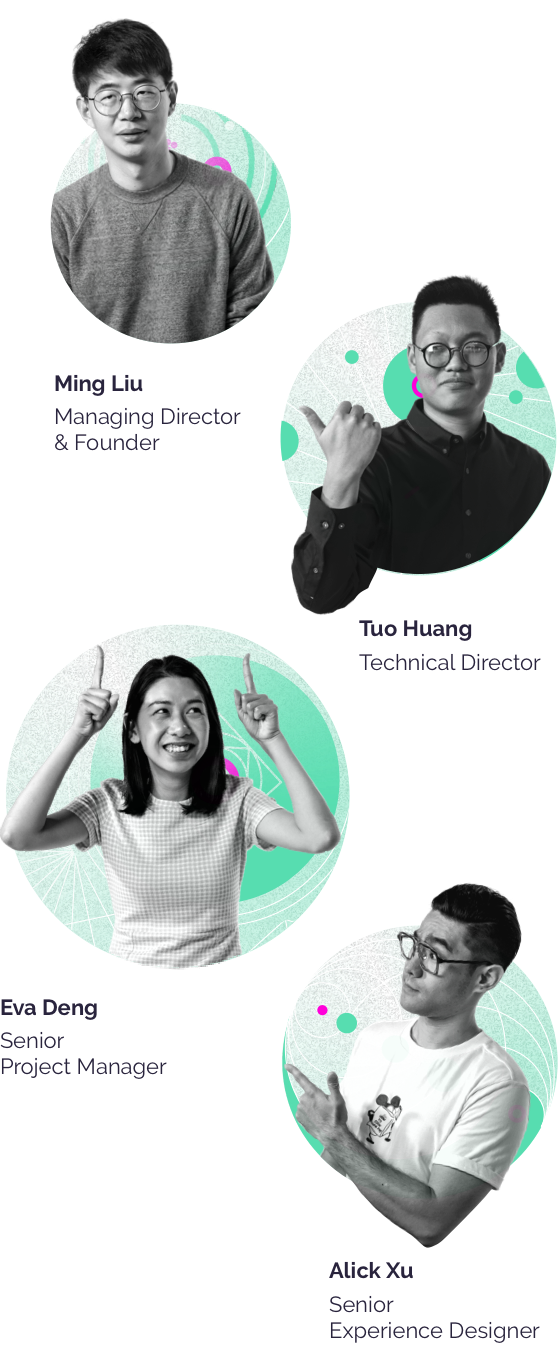 Ming Liu
Managing Director
& Founder
Tuo Huang
Technical Director
Eva Deng
Senior
Project Manager
Alick Xu
Senior
Experience Designer